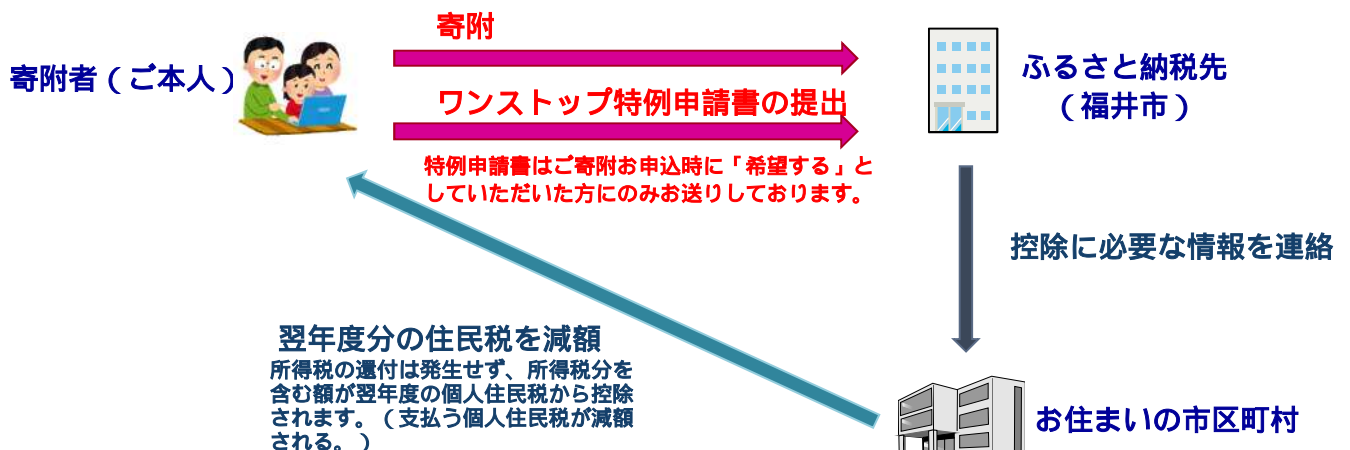 寄附
寄附者（ご本人）
ふるさと納税先
（福井市）
ワンストップ特例申請書の提出
特例申請書はご寄附お申込時に「希望する」と
していただいた方にのみお送りしております。
控除に必要な情報を連絡
翌年度分の住民税を減額
所得税の還付は発生せず、所得税分を
含む額が翌年度の個人住民税から控除
されます。（支払う個人住民税が減額
される。）
お住まいの市区町村